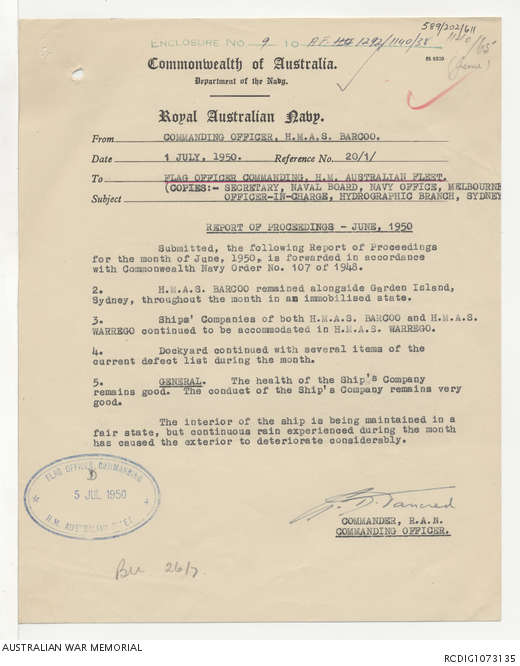 589/202/611
ENCLOSURE No 9 TO A.F. 1292/1140/38
Commonwealth of Australia.
Department of the Navy.
Royal Australian Navy.
From COMMANDING OFFICER, H.M.A.S. BARCOO.
Date 1 JULY, 1950. Reference No. 20/1/
To FLAG OFFICER COMMANDING, H.M. AUSTRALIAN FLEET.
(COPIES:- SECRETARY, NAVAL BOARD, NAVY OFFICE, MELBOURNE
Subject OFFICER-IN-CHARGE, HYDROGRAPHIC BRANCH, SYDNEY
REPORT OF PROCEEDINGS - JUNE, 1950
Submitted, the following Report of Proceedings
for the month of June, 1950, is forwarded in accordance
with Commonwealth Navy Order No. 107 of 1948.
2. H.M.A.S. BARCOO remained alongside Garden Island,
Sydney, throughout the month in an immobilised state.
3. Ships' Companies of both H.M.A.S. BARCOO and H.M.A.S.
WARREGO continued to be accommodated in H.M.A.S. WARREGO.
4. Dockyard continued with several items of the
current defect list during the month.
5. GENERAL. The health of the Ship's Company
remains good. The conduct of the Ship's Company remains very
good.
The interior of the ship is being maintained in a
fair state, but continuous rain experienced during the month
has caused the exterior to deteriorate considerably.
FLAG OFFICER COMMANDING
5 JUL 1950
H.M. AUSTRALIAN FLEET
G. D. Tancred
COMMANDER, R.A.N.
COMMANDING OFFICER.
26/7
AUSTRALIAN WAR MEMORIAL
RCDIG1073135